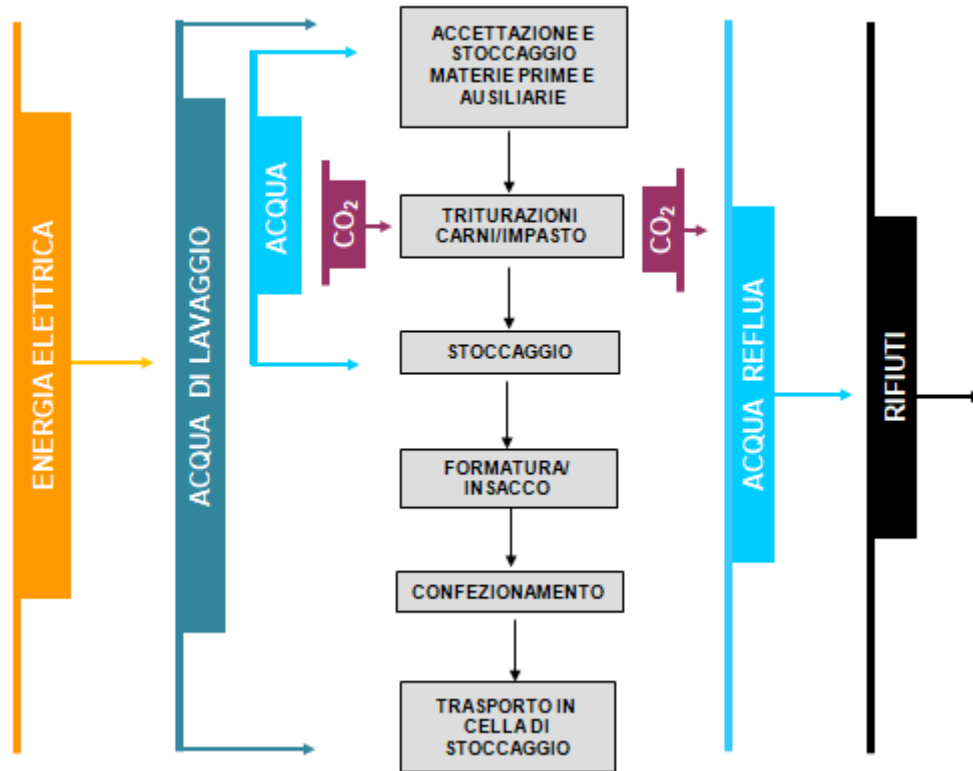 ENERGIA ELETTRICA
ACQUA DI LAVAGGIO
ACQUA
CO₂
ACCETTAZIONE E
STOCCAGGIO
MATERIE PRIME E
AUSILIARIE
TRITURAZIONI
CARNI/IMPASTO
STOCCAGGIO
FORMATURA/
INSACCO
CONFEZIONAMENTO
TRASPORTO IN
CELLA DI
STOCCAGGIO
CO₂
ACQUA REFLUA
RIFIUTI